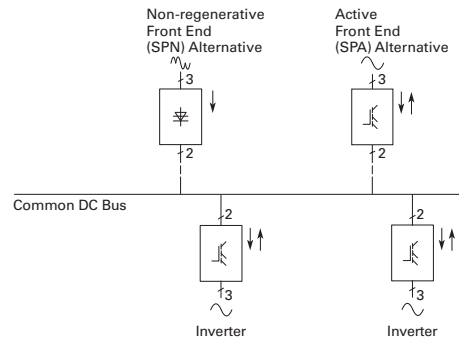 Non-regenerative
Front End
(SPN) Alternative
Active
Front End
(SPA) Alternative
3
3
2
2
Common DC Bus
2
2
3
3
Inverter
Inverter